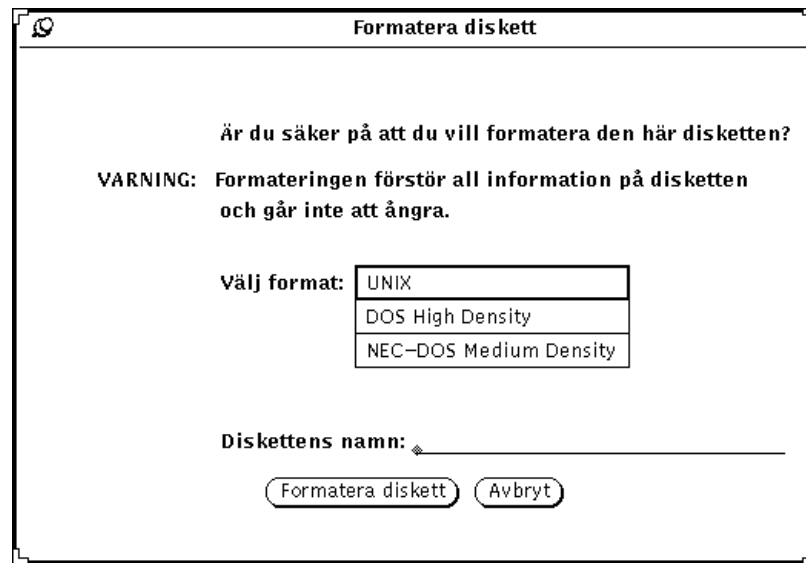 Formatera diskett
Är du säker på att du vill formatera den här disketten?
VARNING: Formateringen förstör all information på disketten
och går inte att ångra.
Välj format: UNIX
DOS High Density
NEC-DOS Medium Density
Diskettens namn:
Formatera diskett Avbryt